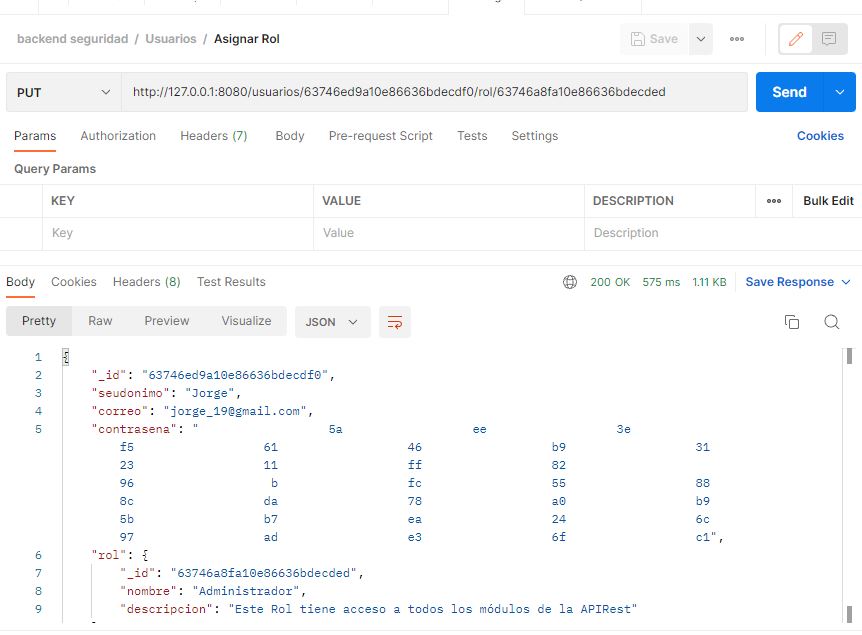 backend seguridad / Usuarios / Asignar Rol
Save
PUT
http://127.0.0.1:8080/usuarios/63746ed9a10e86636bdecdf0/rol/63746a8fa10e86636bdecded
Send
Params Authorization Headers (7) Body Pre-request Script Tests Settings Cookies
Query Params
KEY VALUE DESCRIPTION Bulk Edit
Key Value Description
Body Cookies Headers (8) Test Results 200 OK 575 ms 1.11 KB Save Response
Pretty Raw Preview Visualize JSON
1 {
2 "_id": "63746ed9a10e86636bdecdf0",
3 "seudonimo": "Jorge",
4 "correo": "jorge_19@gmail.com",
5 "contrasena": " 5a ee 3e
f5 61 46 b9 31
23 11 ff 82
96 b fc 55 88
8c da 78 a0 b9
5b b7 ea 24 6c
97 ad e3 6f c1",
6 "rol": {
7 "_id": "63746a8fa10e86636bdecded",
8 "nombre": "Administrador",
9 "descripcion": "Este Rol tiene acceso a todos los módulos de la APIRest"